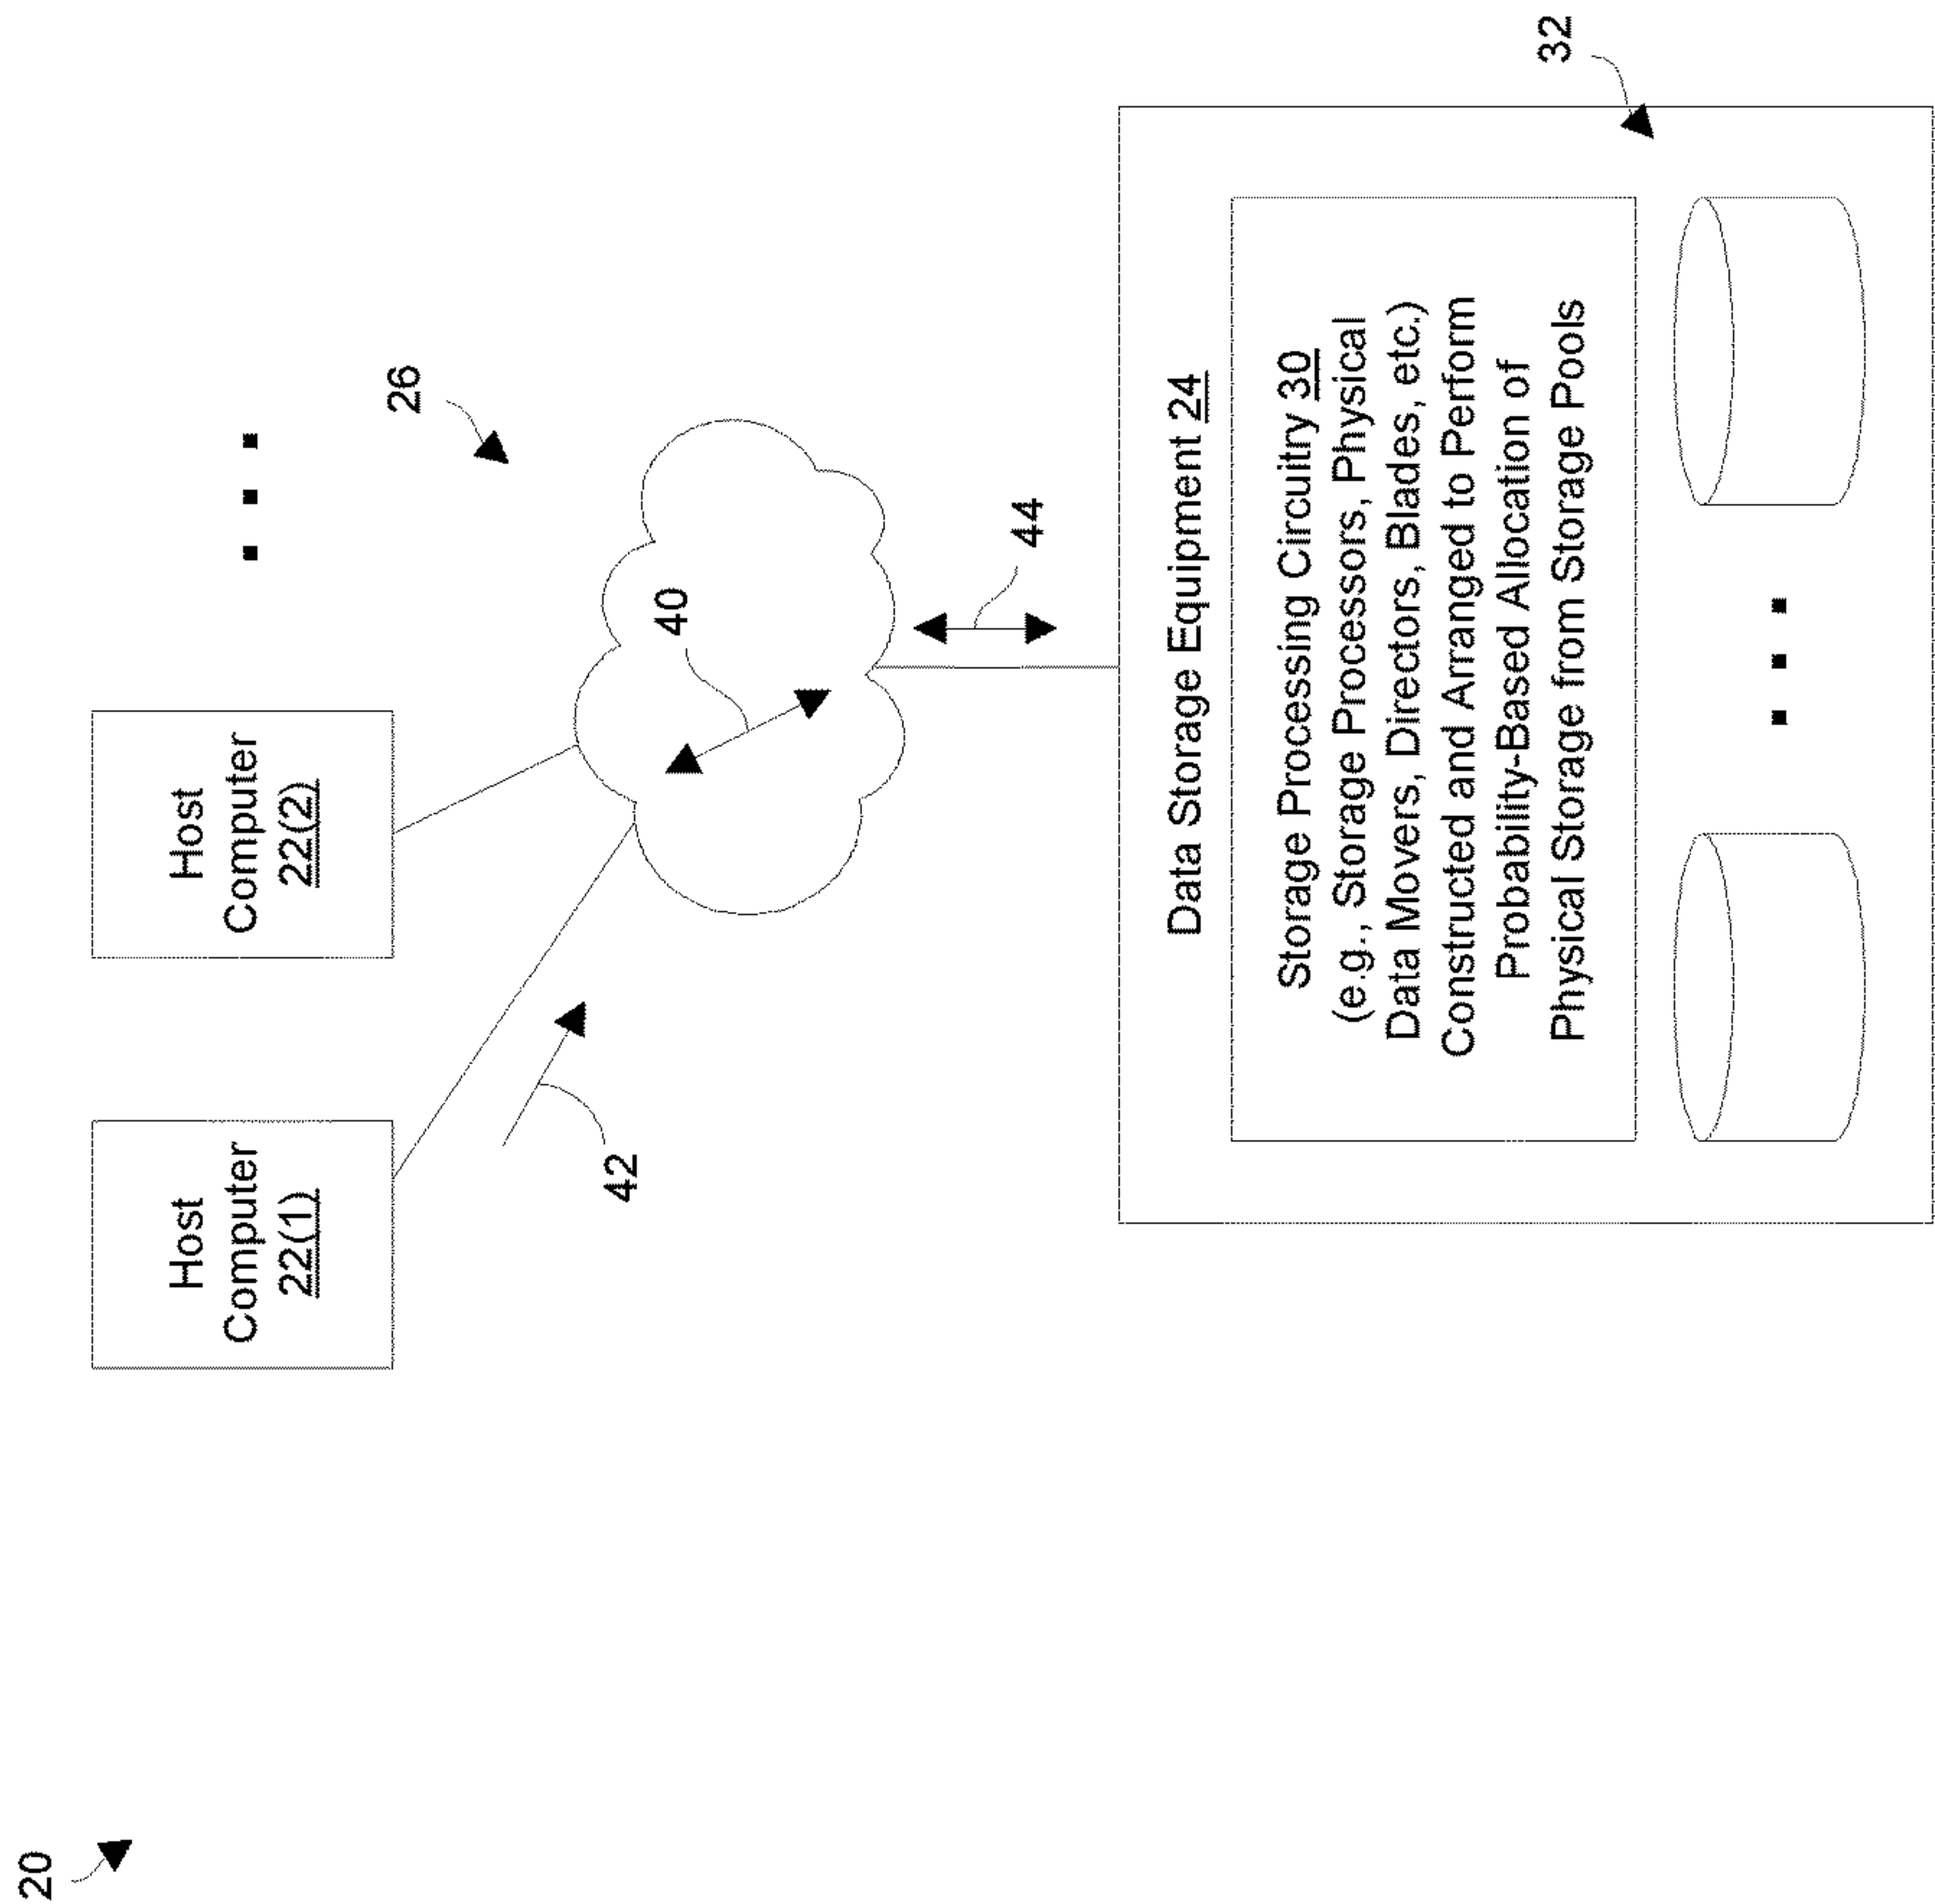 20
Host
Computer
22(1)
Host
Computer
22(2)
26
42
40
44
Data Storage Equipment 24
Storage Processing Circuitry 30
(e.g., Storage Processors, Physical
Data Movers, Directors, Blades, etc.)
Constructed and Arranged to Perform
Probability-Based Allocation of
Physical Storage from Storage Pools
32